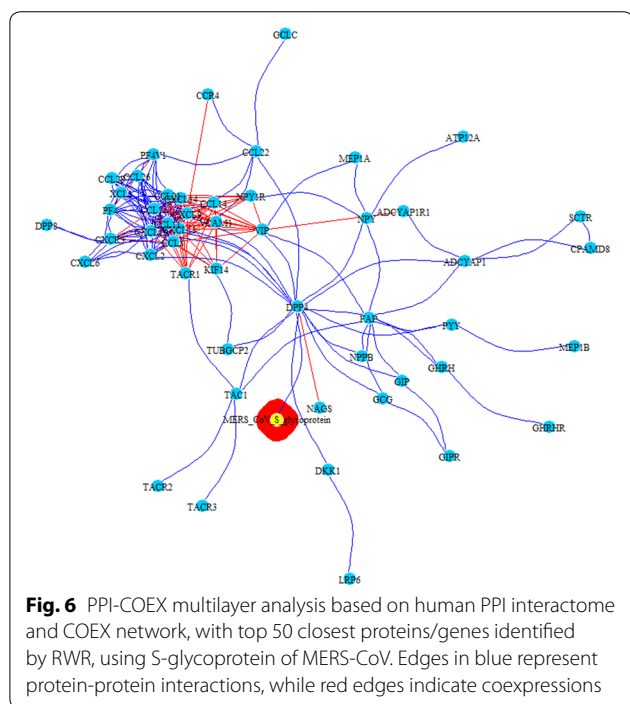 GCLC
CCR4
ATP12A
PF4V1
CCL22
MEP1A
CCL26
XCL1
CCL14
NPY1R
PF4
NPY
ADCYAP1R1
SCTR
DPP8
VIP
CXCL6
CXCL2
CCL1
TACR1
KIF14
ADCYAP1
CPAMD8
DPP4
FAP
PYY
TUBGCP2
NPPB
MEP1B
GHRH
GIP
TAC1
GCG
NAGS
MERS_CoV_S_glycoprotein
GHRHR
GIPR
DKK1
TACR2
TACR3
LRP6
Fig. 6 PPI-COEX multilayer analysis based on human PPI interactome
and COEX network, with top 50 closest proteins/genes identified
by RWR, using S-glycoprotein of MERS-CoV. Edges in blue represent
protein-protein interactions, while red edges indicate coexpressions